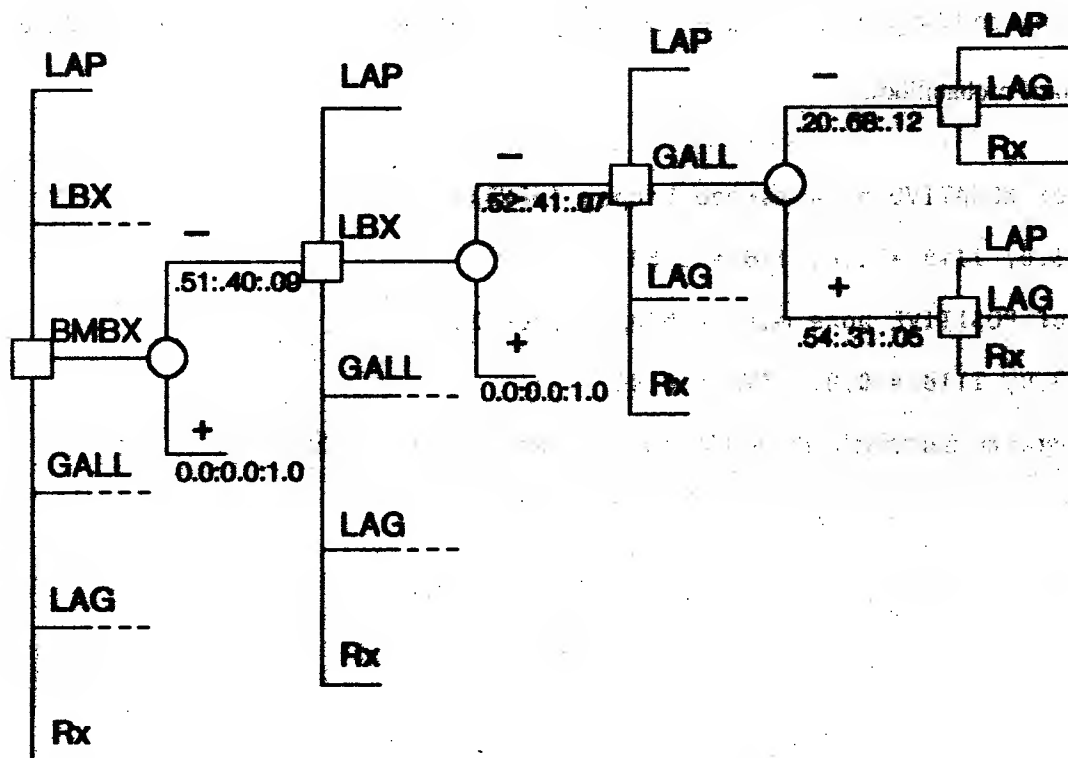 LAP
LBX
BMBX
GALL
LAG
Rx
−
.51:.40:.09
+
0.0:0.0:1.0
LAP
LBX
GALL
LAG
Rx
−
.52:.41:.07
+
0.0:0.0:1.0
LAP
GALL
LAG
Rx
−
.20:.68:.12
+
.54:.31:.05
LAP
LAG
Rx
LAP
LAG
Rx